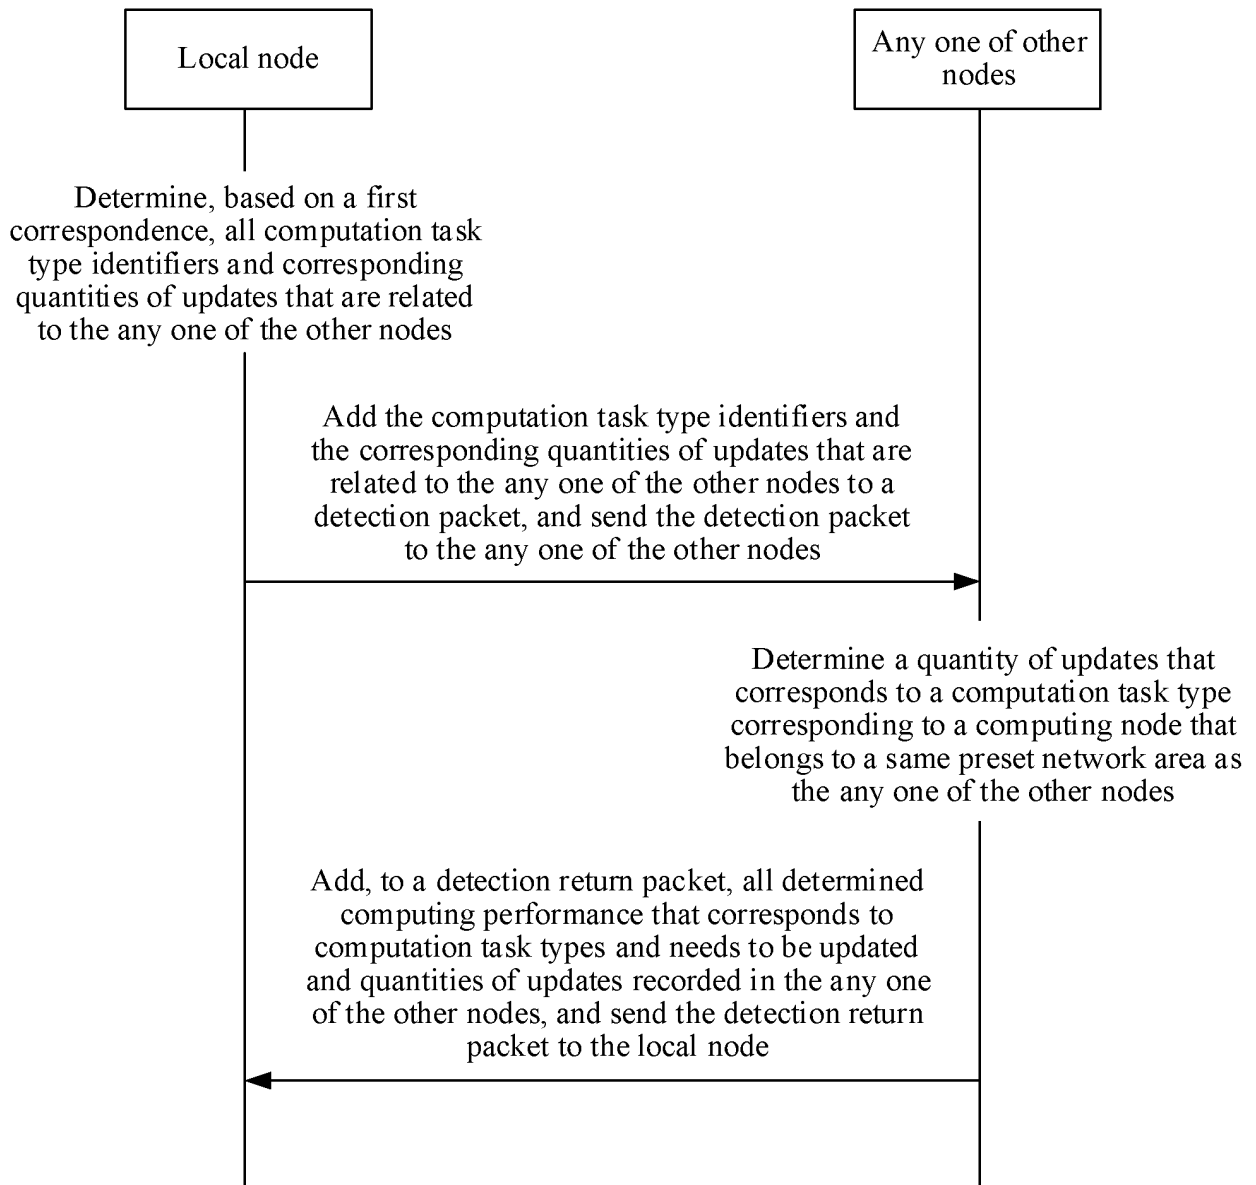 Local node
Any one of other
nodes
Determine, based on a first
correspondence, all computation task
type identifiers and corresponding
quantities of updates that are related
to the any one of the other nodes
Add the computation task type identifiers and
the corresponding quantities of updates that are
related to the any one of the other nodes to a
detection packet, and send the detection packet
to the any one of the other nodes
Determine a quantity of updates that
corresponds to a computation task type
corresponding to a computing node that
belongs to a same preset network area as
the any one of the other nodes
Add, to a detection return packet, all determined
computing performance that corresponds to
computation task types and needs to be updated
and quantities of updates recorded in the any one
of the other nodes, and send the detection return
packet to the local node